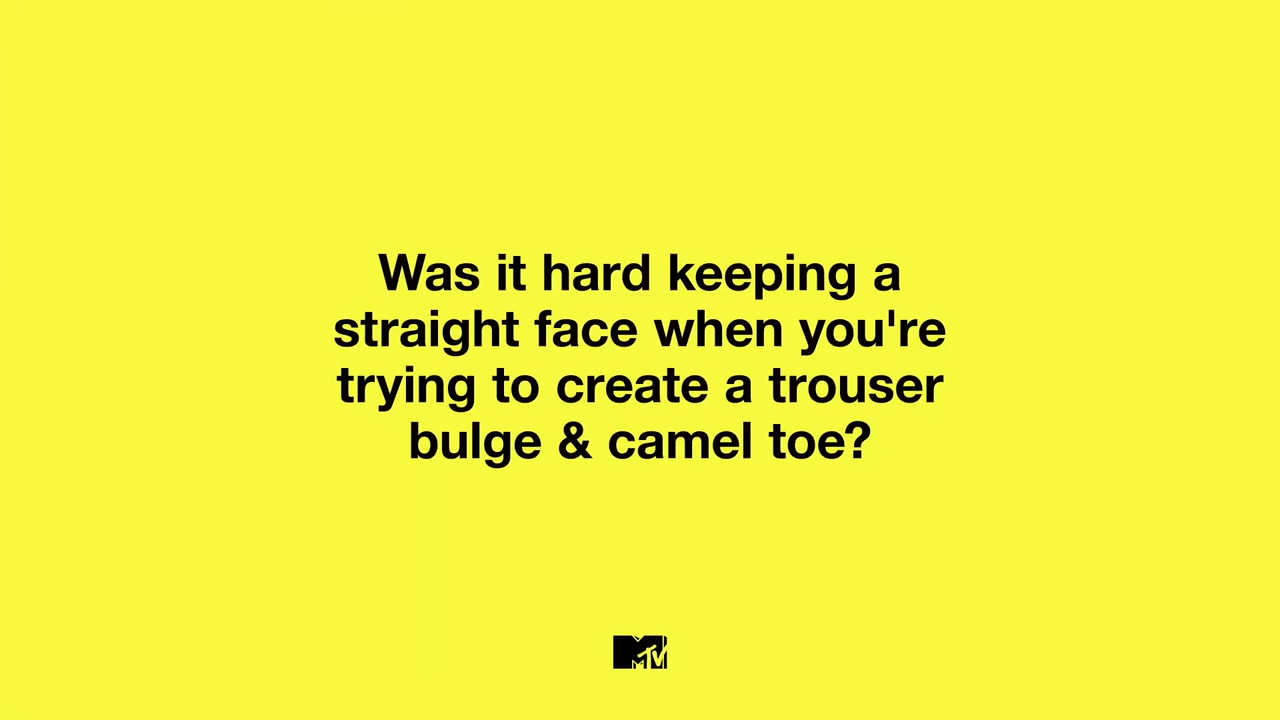 Was it hard keeping a
straight face when you're
trying to create a trouser
bulge & camel toe?
MTV